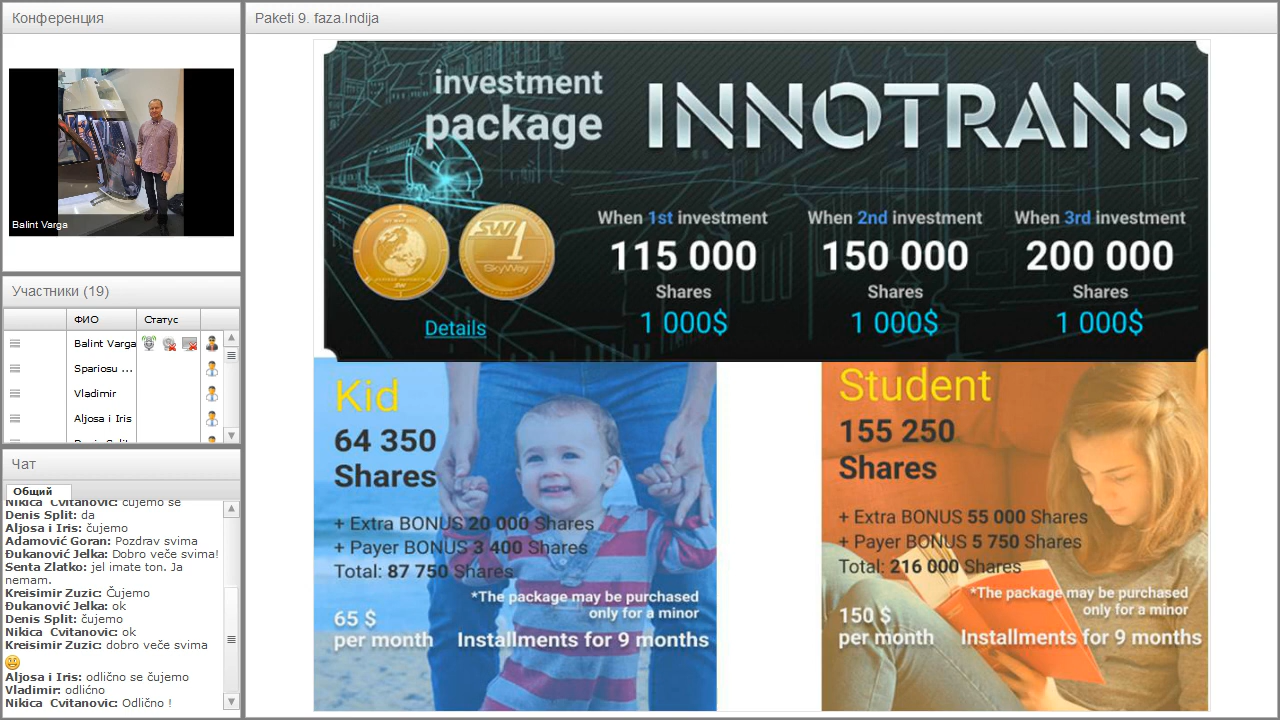 Конференция
Balint Varga
Участники (19)
ФИО
Статус
Balint Varga
Spariosu ...
Vladimir
Aljosa i Iris
Denis Split
Чат
Общий
Nikica Cvitanovic: čujemo se
Denis Split: da
Aljosa i Iris: čujemo
Adamović Goran: Pozdrav svima
Đukanović Jelka: Dobro veče svima!
Senta Zlatko: jel imate ton. Ja
nemam.
Kreisimir Zuzic: Čujemo
Đukanović Jelka: ok
Denis Split: čujemo
Nikica Cvitanovic: ok
Kreisimir Zuzic: dobro veče svima
Aljosa i Iris: odlično se čujemo
Vladimir: odlićno
Nikica Cvitanovic: Odlično !
Paketi 9. faza.Indija
investment
package
INNOTRANS
SW1
SkyWay
Details
When 1st investment
115 000
Shares
1 000$
When 2nd investment
150 000
Shares
1 000$
When 3rd investment
200 000
Shares
1 000$
Kid
64 350
Shares
+ Extra BONUS 20 000 Shares
+ Payer BONUS 3 400 Shares
Total: 87 750 Shares
*The package may be purchased
only for a minor
65 $
per month
Installments for 9 months
Student
155 250
Shares
+ Extra BONUS 55 000 Shares
+ Payer BONUS 5 750 Shares
Total: 216 000 Shares
*The package may be purchased
only for a minor
150 $
per month
Installments for 9 months